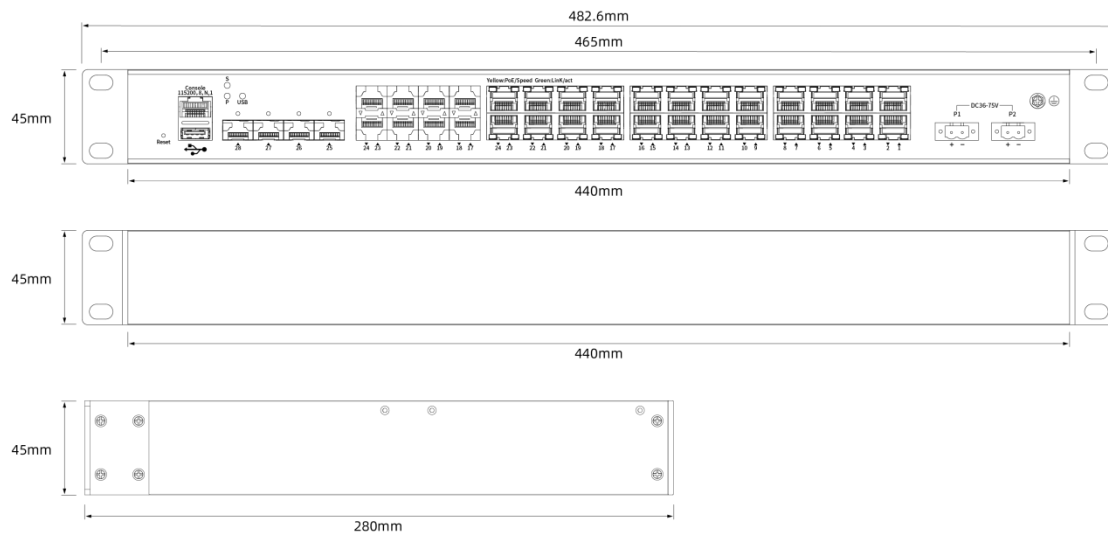 482.6mm
465mm
45mm
Console
115200,8,N,1
S
P USB
Reset
Yellow:PoE/Speed Green:LinK/act
DC36-75V
P1 P2
+ - + -
28 27 26 25
24 23 22 21 20 19 18 17
24 23 22 21 20 19 18 17
16 15 14 13 12 11 10 9
8 7 6 5 4 3 2 1
440mm
45mm
440mm
45mm
280mm